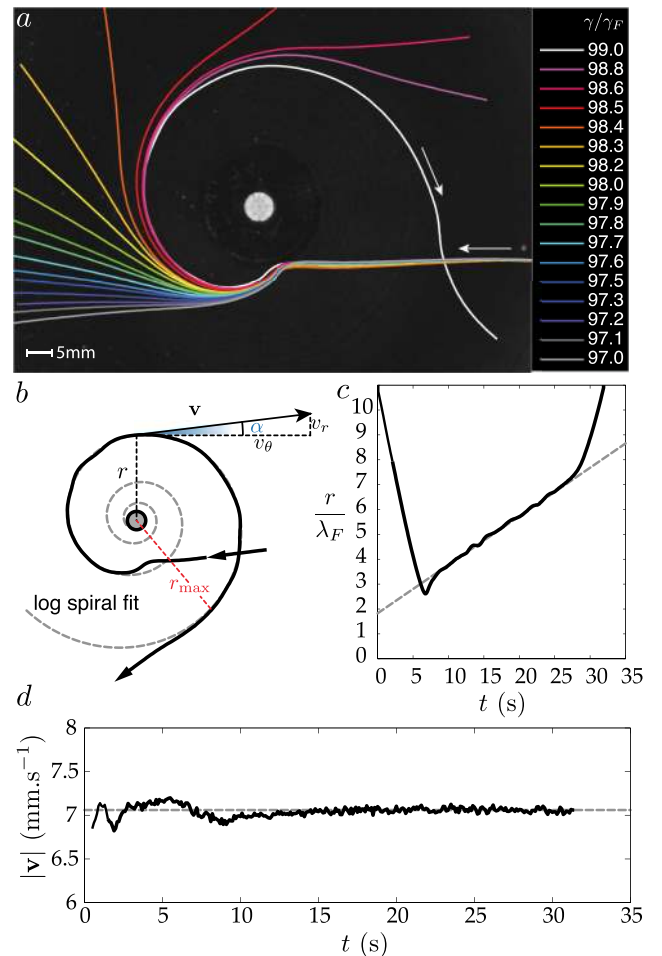 a
γ/γF
99.0
98.8
98.6
98.5
98.4
98.3
98.2
98.0
97.9
97.8
97.7
97.6
97.5
97.3
97.2
97.1
97.0
5mm
b
v
α
vr
vθ
r
rmax
log spiral fit
c
10
9
8
7
6
5
4
3
2
1
0
r
λF
0 5 10 15 20 25 30 35
t (s)
d
8
7.5
7
6.5
6
|v| (mm.s−1)
0 5 10 15 20 25 30 35
t (s)